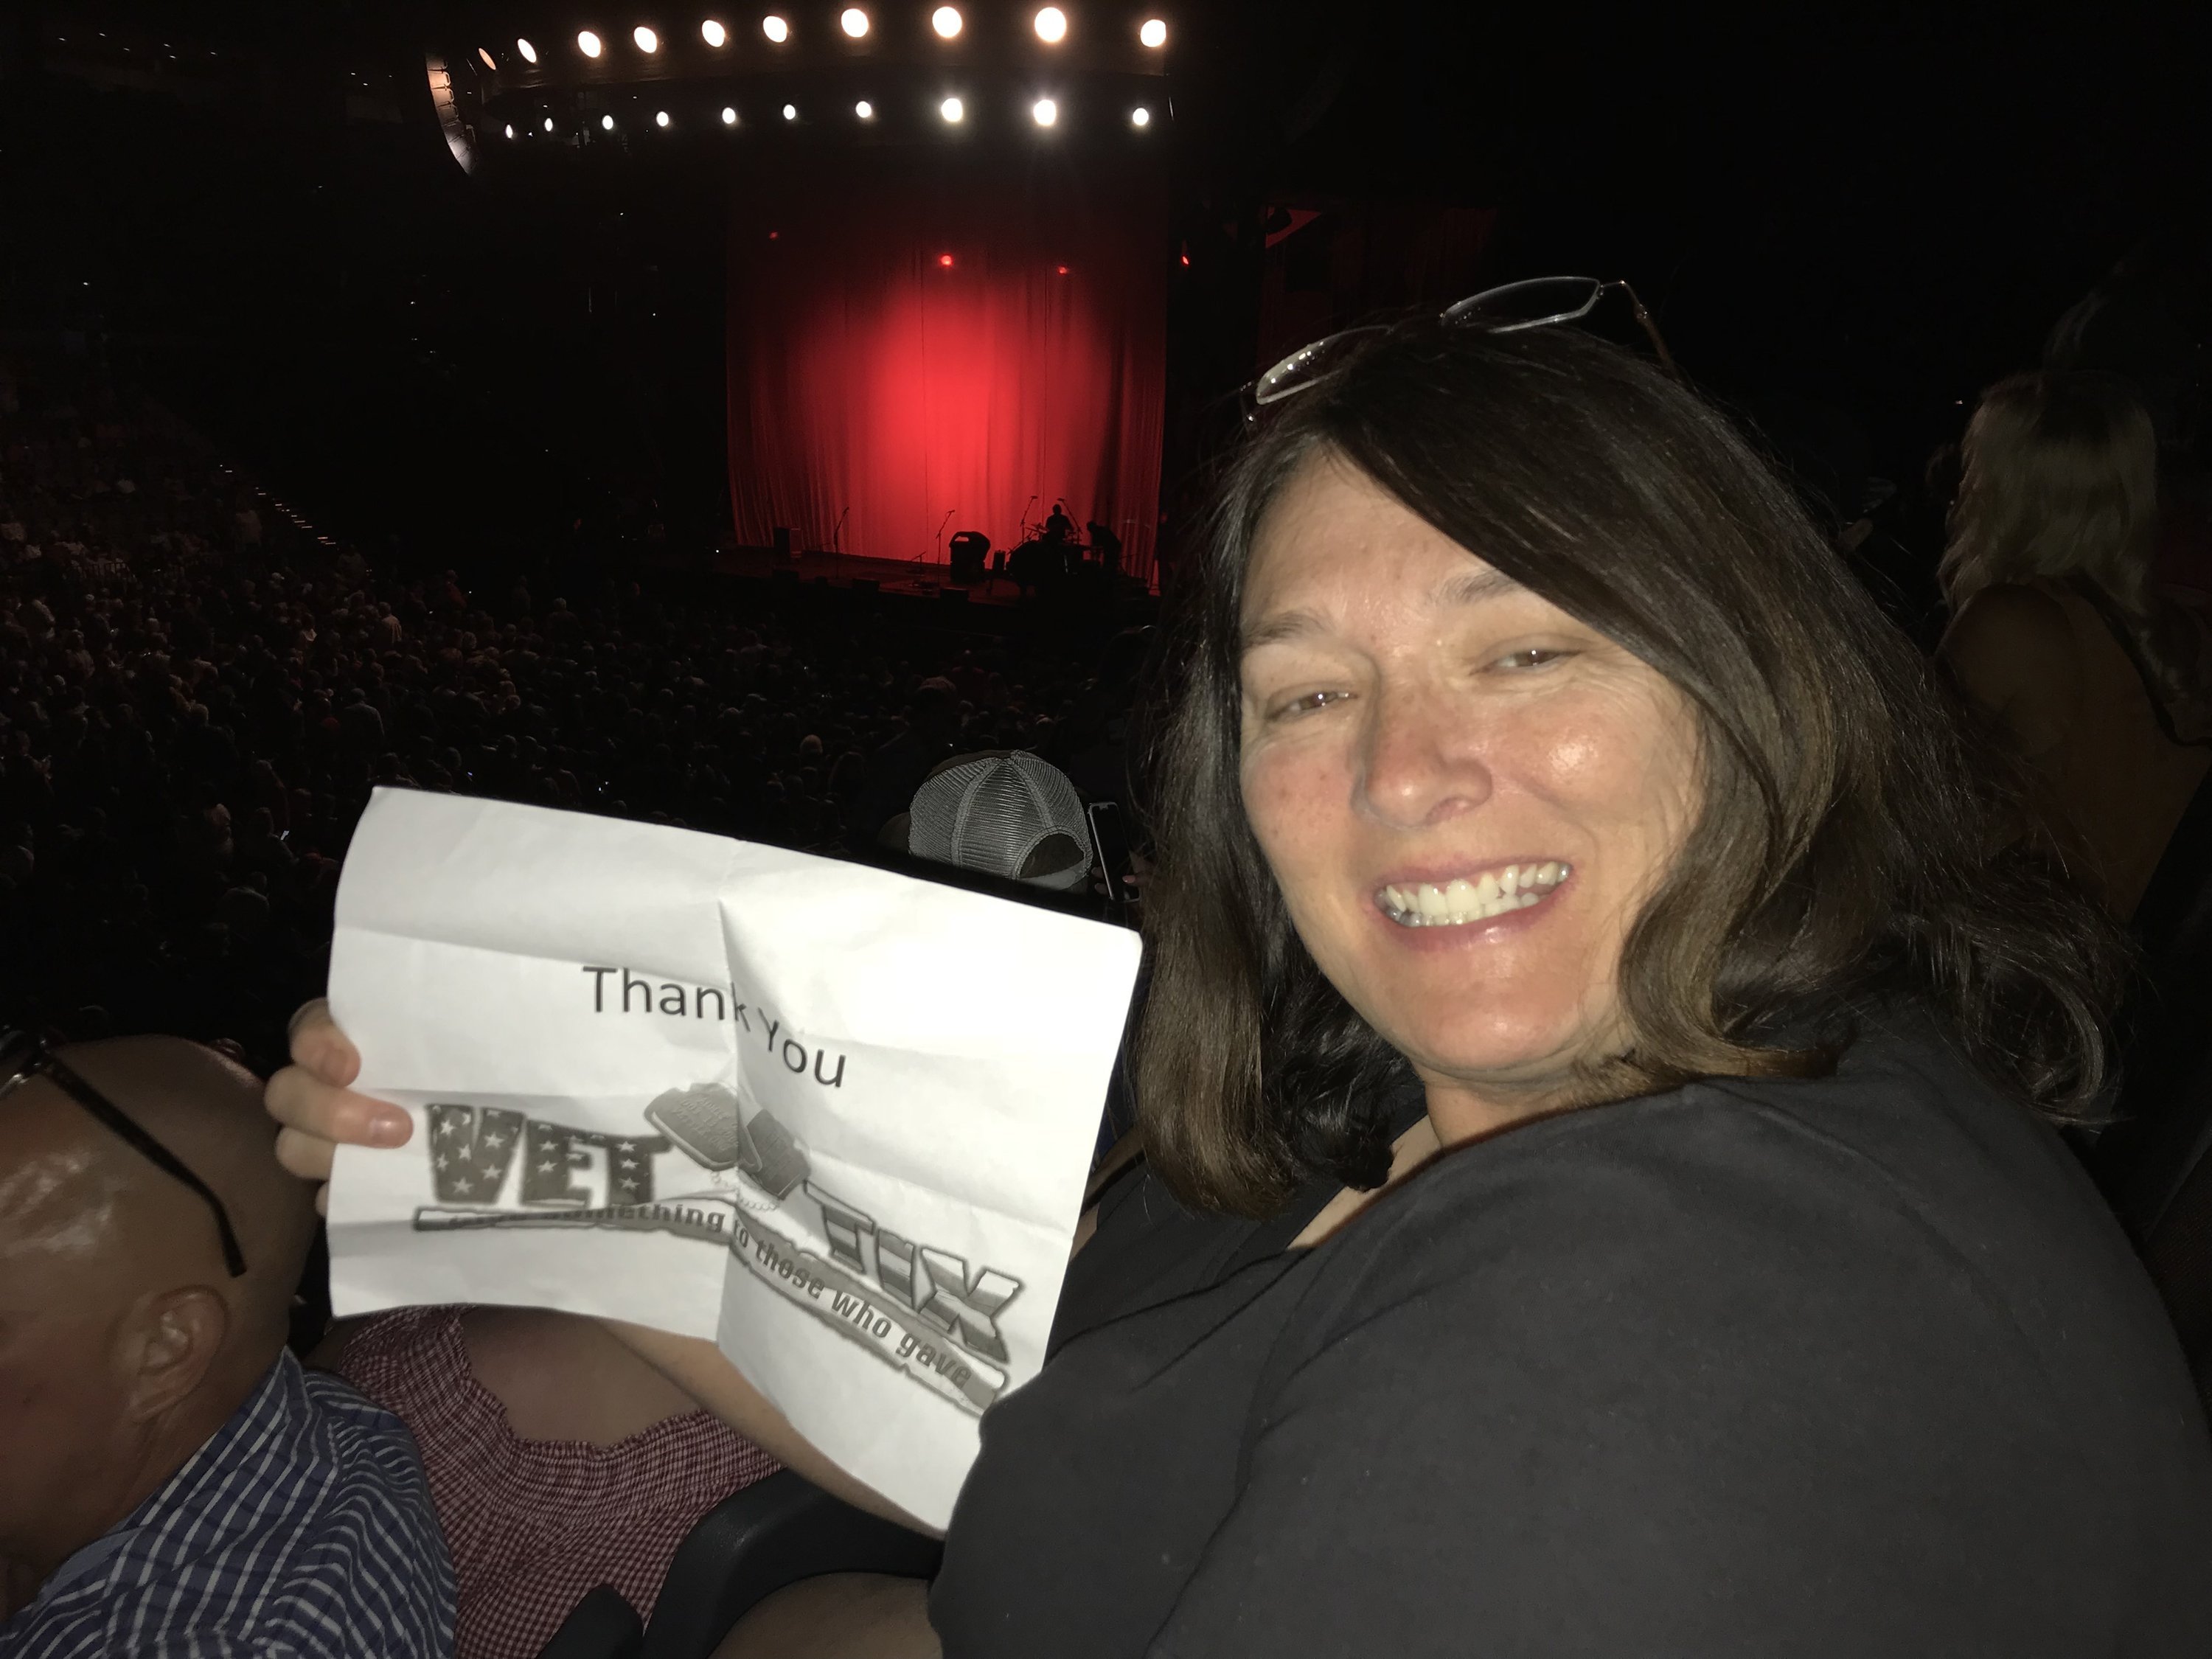 Thank You
VET TIX
something to those who gave